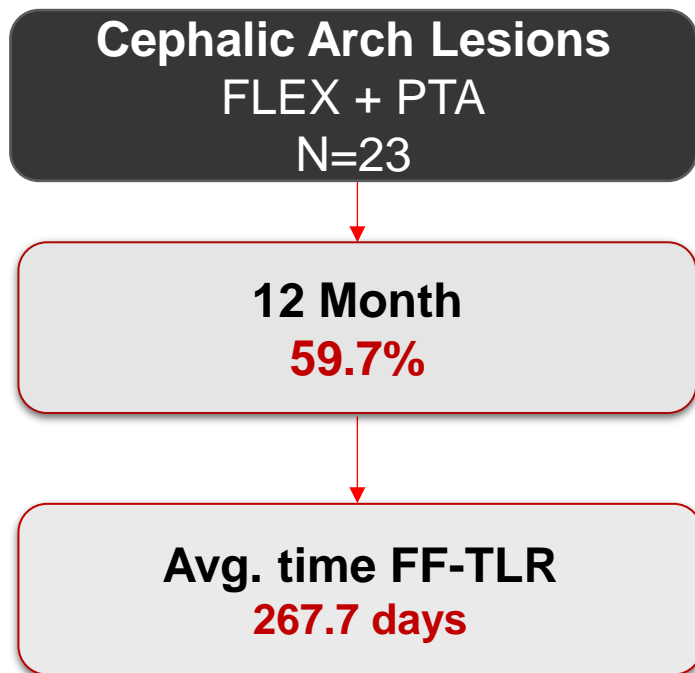 Cephalic Arch Lesions
FLEX + PTA
N=23
12 Month
59.7%
Avg. time FF-TLR
267.7 days